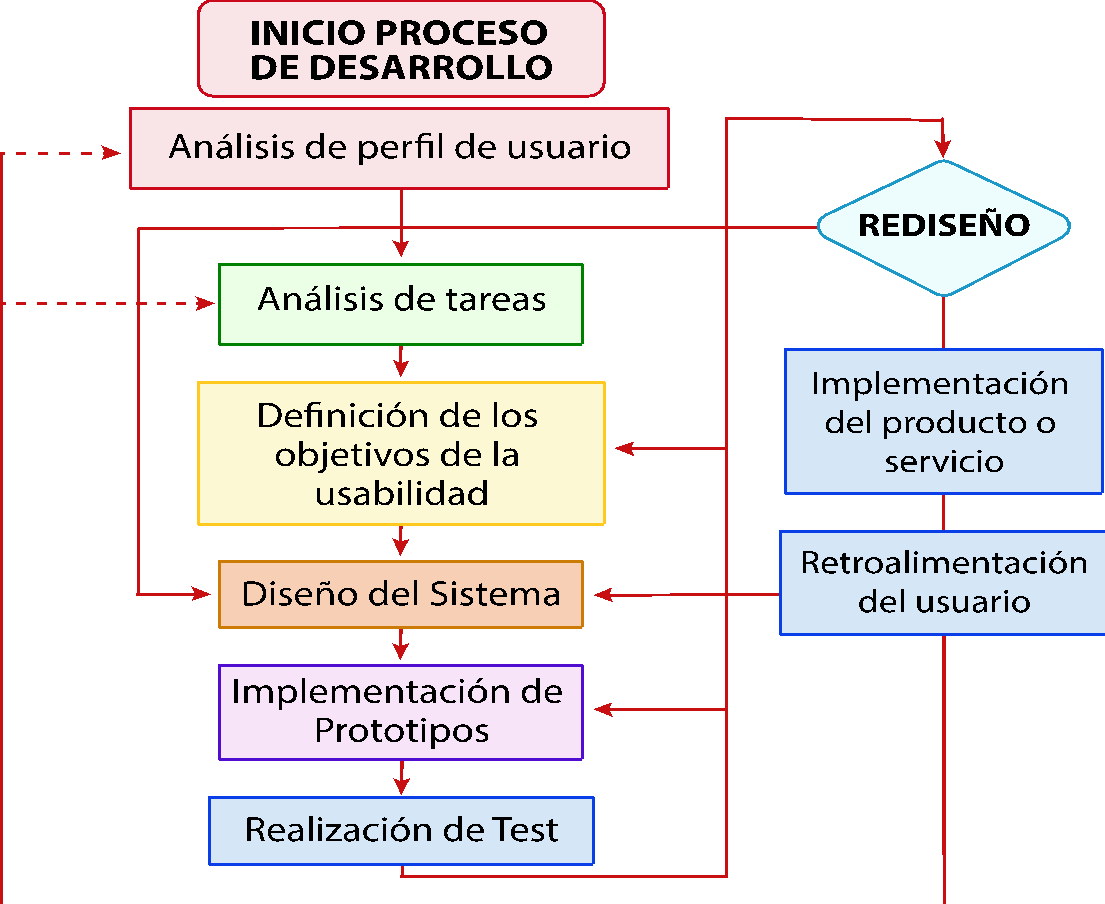 INICIO PROCESO
DE DESARROLLO
Análisis de perfil de usuario
REDISEÑO
Análisis de tareas
Implementación
del producto o
servicio
Definición de los
objetivos de la
usabilidad
Retroalimentación
del usuario
Diseño del Sistema
Implementación de
Prototipos
Realización de Test